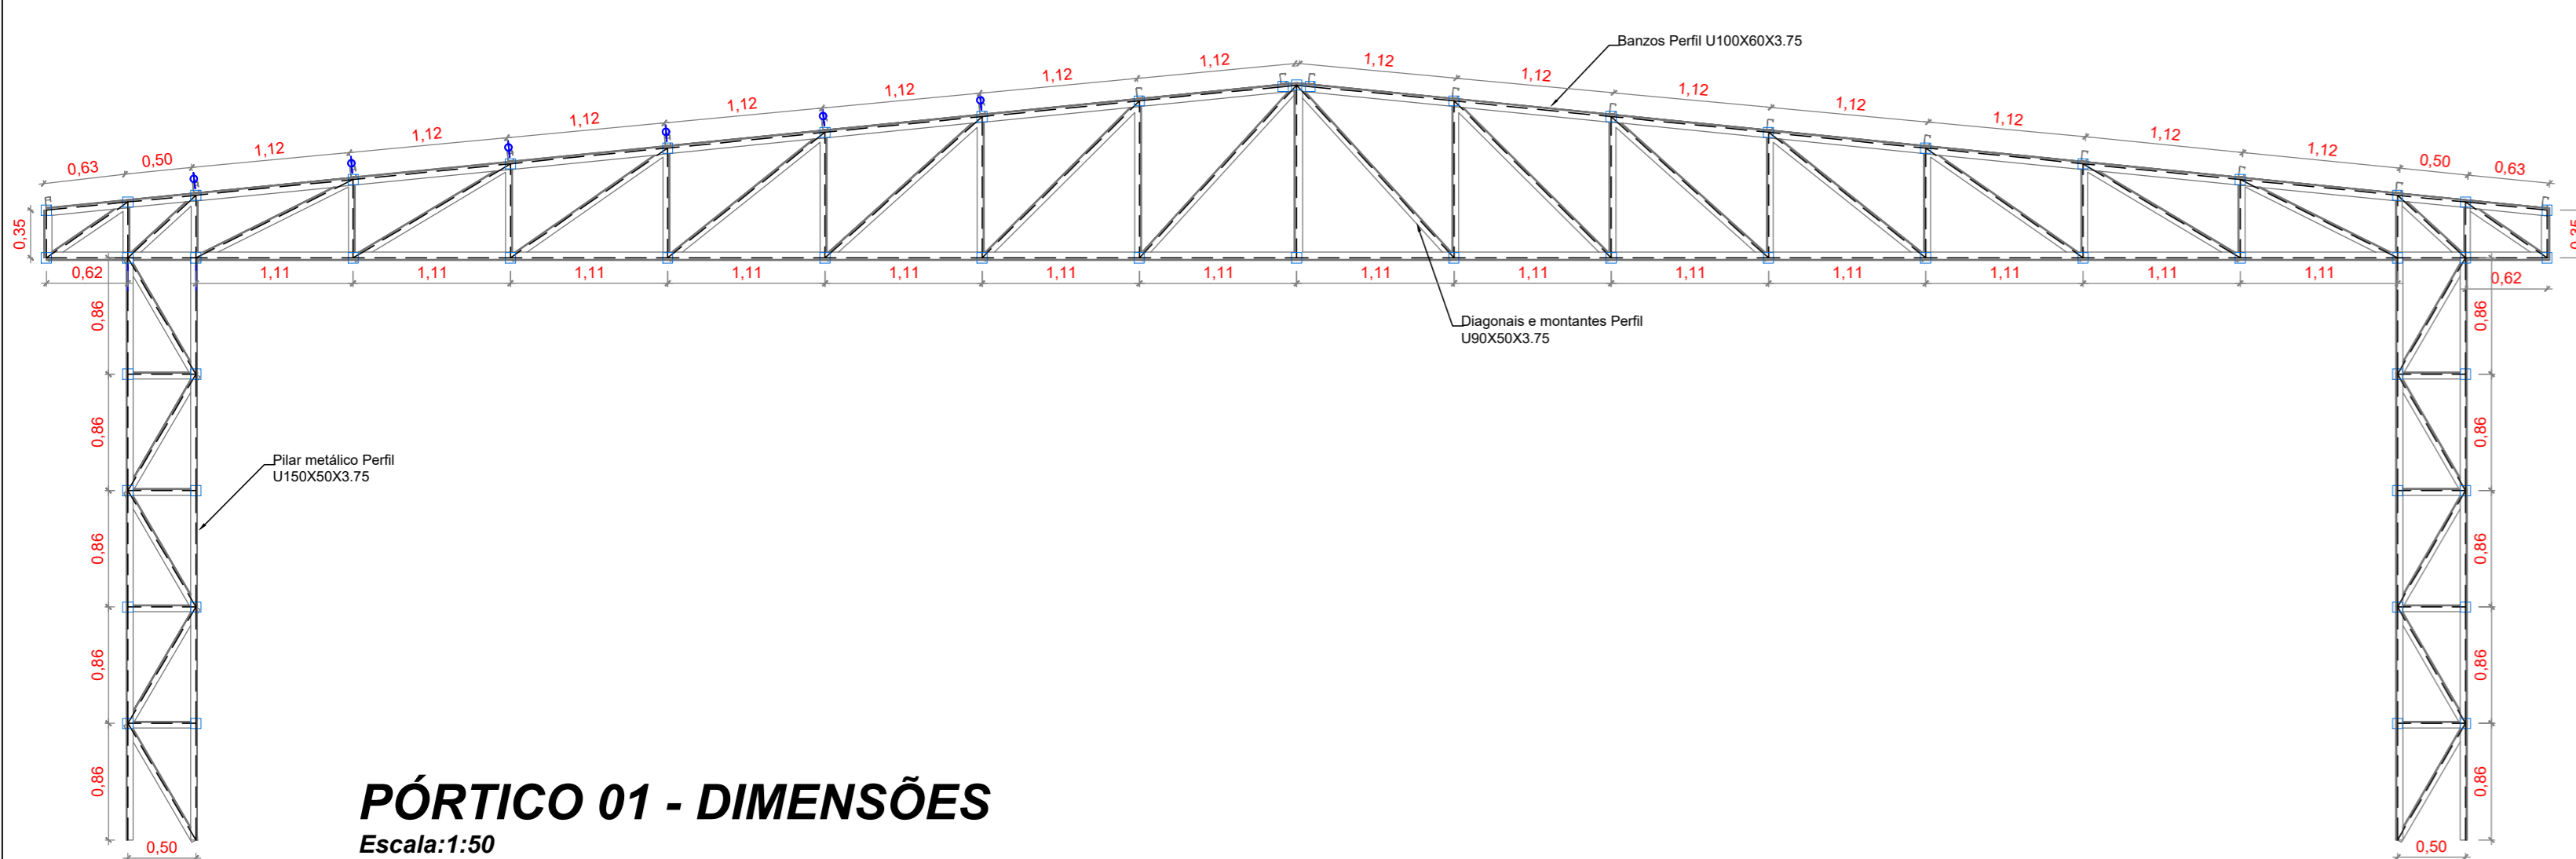 Banzos Perfil U100X60X3.75
1,12 1,12 1,12 1,12 1,12 1,12 1,12 1,12 1,12 1,12 1,12 1,12 1,12 1,12
0,63 0,50 0,50 0,63
0,35 0,35
0,62 1,11 1,11 1,11 1,11 1,11 1,11 1,11 1,11 1,11 1,11 1,11 1,11 1,11 1,11 0,62
0,86 0,86
Diagonais e montantes Perfil
U90X50X3.75
0,86 0,86
Pilar metálico Perfil
U150X50X3.75
0,86 0,86
0,86 0,86
0,86 0,86
PÓRTICO 01 - DIMENSÕES
Escala:1:50
0,50 0,50